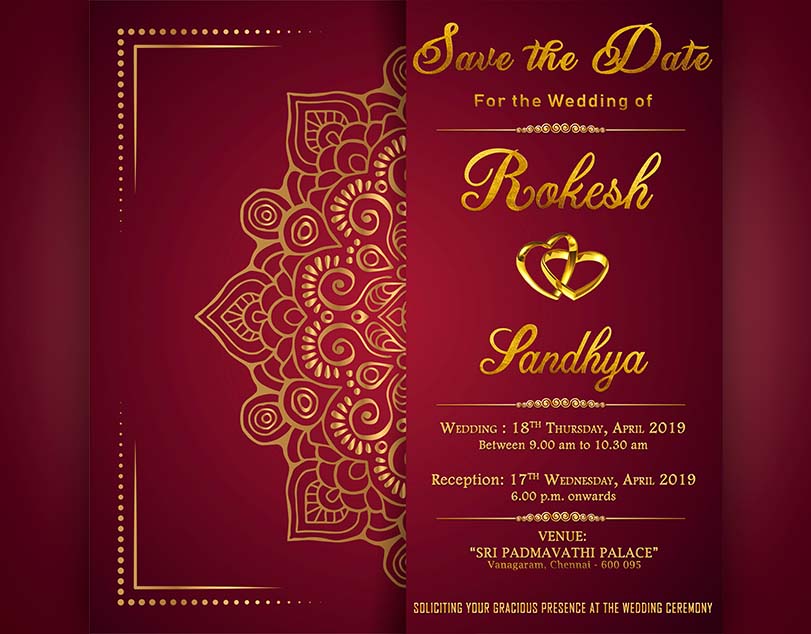 Save the Date
For the Wedding of
Rokesh
Sandhya
Wedding : 18th Thursday, April 2019
Between 9.00 am to 10.30 am
Reception: 17th Wednesday, April 2019
6.00 p.m. onwards
VENUE:
"SRI PADMAVATHI PALACE"
Vanagaram, Chennai - 600 095
SOLICITING YOUR GRACIOUS PRESENCE AT THE WEDDING CEREMONY